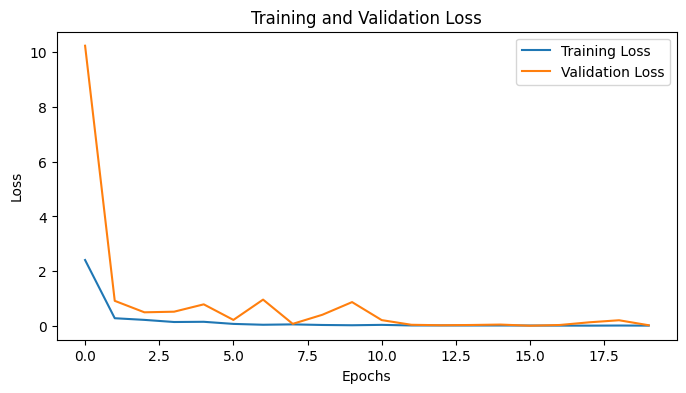 Training and Validation Loss
Training Loss
Validation Loss
Loss
10
8
6
4
2
0
0.0 2.5 5.0 7.5 10.0 12.5 15.0 17.5
Epochs